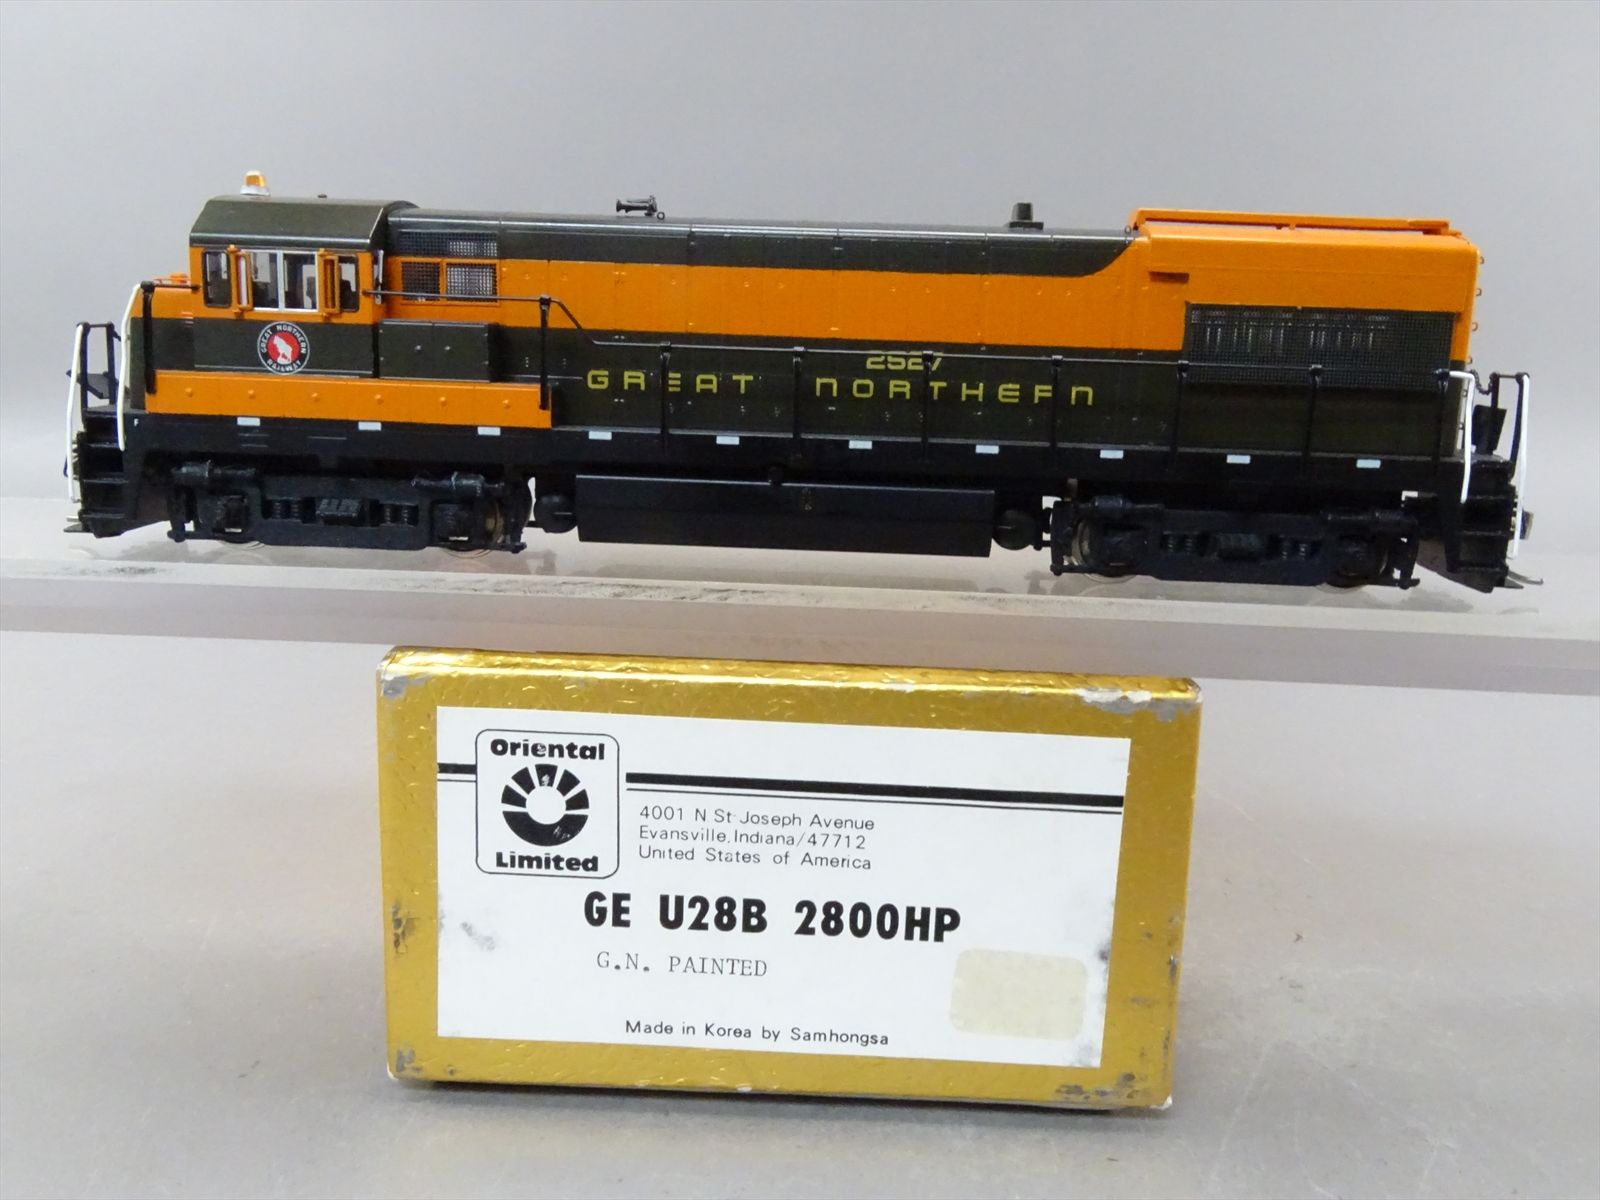 GREAT NORTHERN
RAILWAY
2527
GREAT NORTHERN
F
Oriental
Limited
4001 N St Joseph Avenue
Evansville, Indiana/47712
United States of America
GE U28B 2800HP
G.N. PAINTED
Made in Korea by Samhongsa